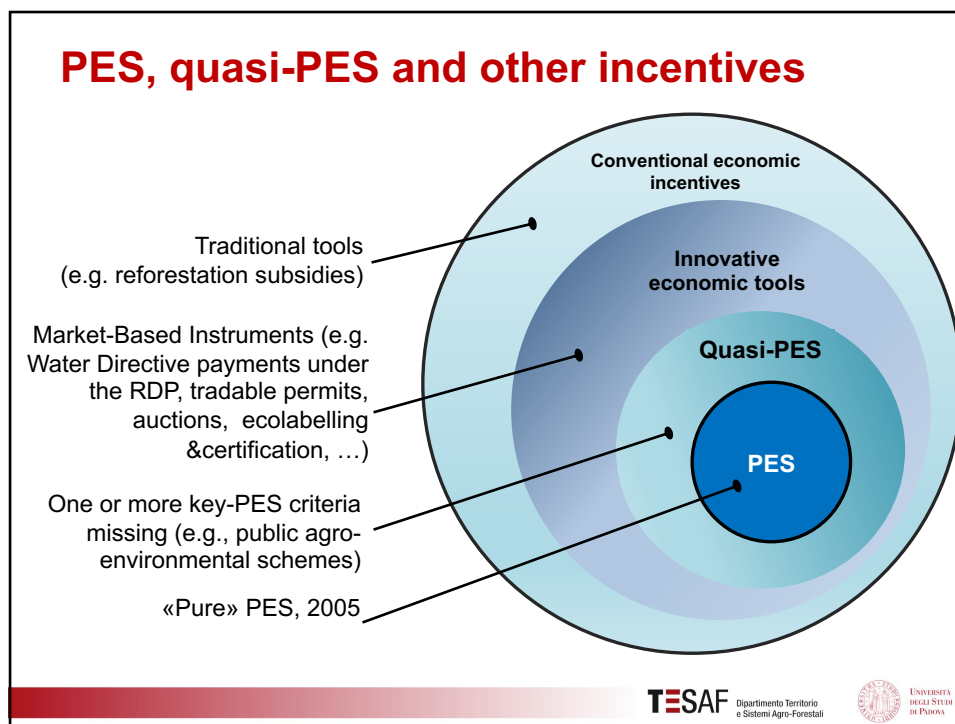 PES, quasi-PES and other incentives
Conventional economic
incentives
Traditional tools
(e.g. reforestation subsidies)
Innovative
economic tools
Market-Based Instruments (e.g.
Water Directive payments under
the RDP, tradable permits,
auctions,  ecolabelling
&certification, …)
Quasi-PES
PES
One or more key-PES criteria
missing (e.g., public agro-
environmental schemes)
«Pure» PES, 2005
TESAF Dipartimento Territorio
e Sistemi Agro-Forestali
UNIVERSITÀ
DEGLI STUDI
DI PADOVA